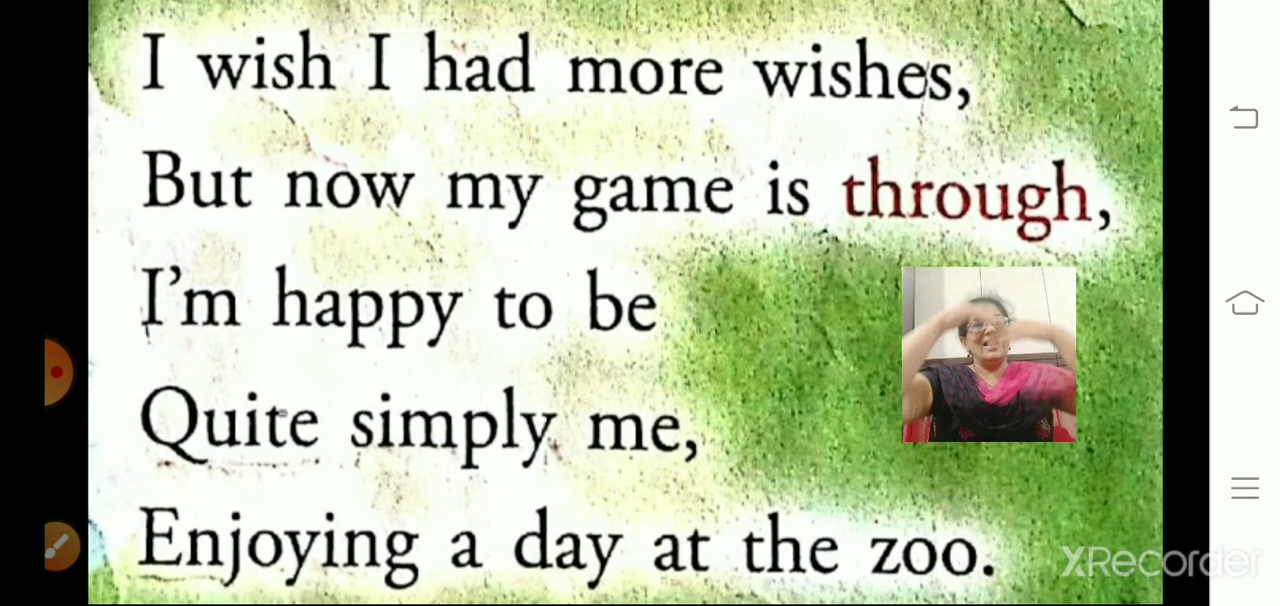 I wish I had more wishes,
But now my game is through,
I'm happy to be
Quite simply me,
Enjoying a day at the zoo.
XRecorder